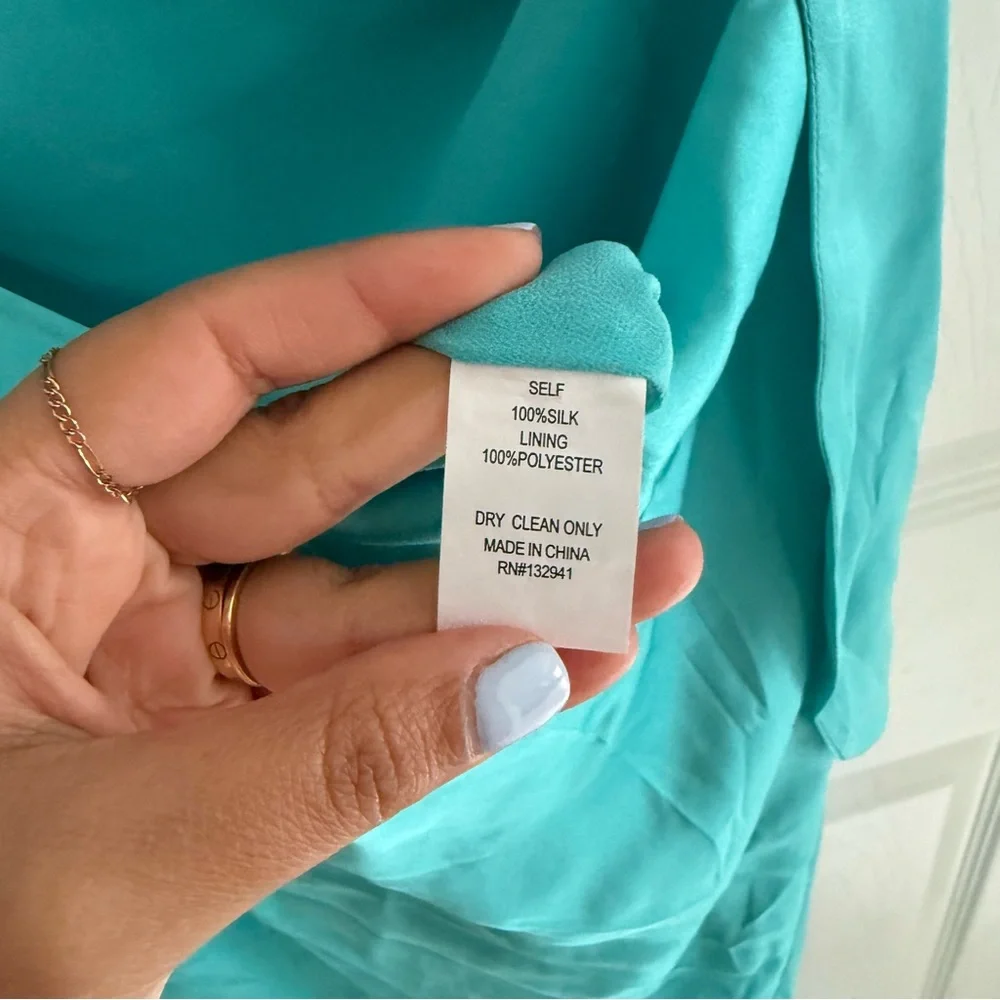 SELF
100%SILK
LINING
100%POLYESTER
DRY CLEAN ONLY
MADE IN CHINA
RN#132941